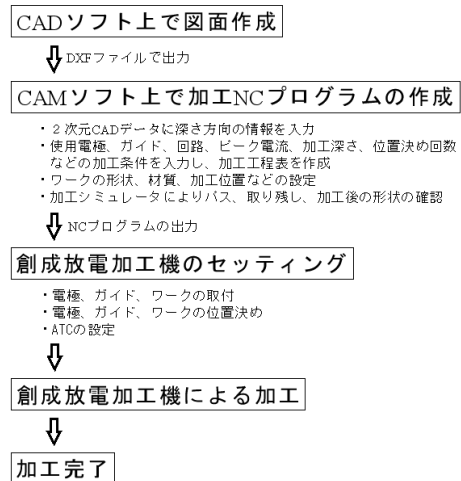 CADソフト上で図面作成
DXFファイルで出力
CAMソフト上で加工NCプログラムの作成
・２次元CADデータに深さ方向の情報を入力
・使用電極、ガイド、回路、ピーク電流、加工深さ、位置決め回数
などの加工条件を入力し、加工工程表を作成
・ワークの形状、材質、加工位置などの設定
・加工シミュレータによりパス、取り残し、加工後の形状の確認
NCプログラムの出力
創成放電加工機のセッティング
・電極、ガイド、ワークの取付
・電極、ガイド、ワークの位置決め
・ATCの設定
創成放電加工機による加工
加工完了